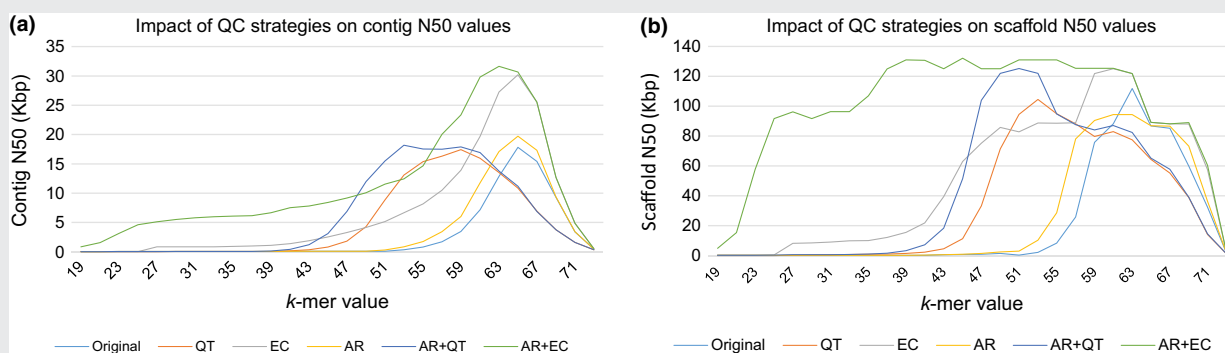 (a)
Impact of QC strategies on contig N50 values
Contig N50 (Kbp)
35
30
25
20
15
10
5
0
19 23 27 31 35 39 43 47 51 55 59 63 67 71
k-mer value
Original QT EC AR AR+QT AR+EC
(b)
Impact of QC strategies on scaffold N50 values
Scaffold N50 (Kbp)
140
120
100
80
60
40
20
0
19 23 27 31 35 39 43 47 51 55 59 63 67 71
k-mer value
Original QT EC AR AR+QT AR+EC